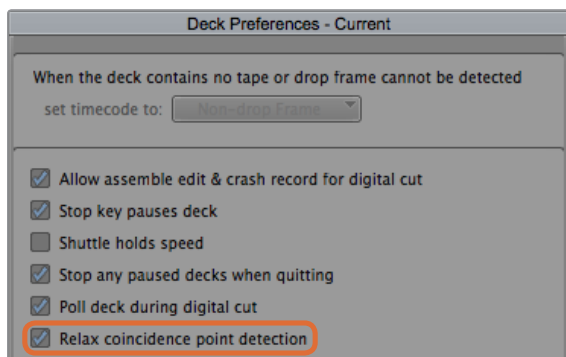 Deck Preferences - Current
When the deck contains no tape or drop frame cannot be detected
set timecode to: Non-drop Frame
Allow assemble edit & crash record for digital cut
Stop key pauses deck
Shuttle holds speed
Stop any paused decks when quitting
Poll deck during digital cut
Relax coincidence point detection